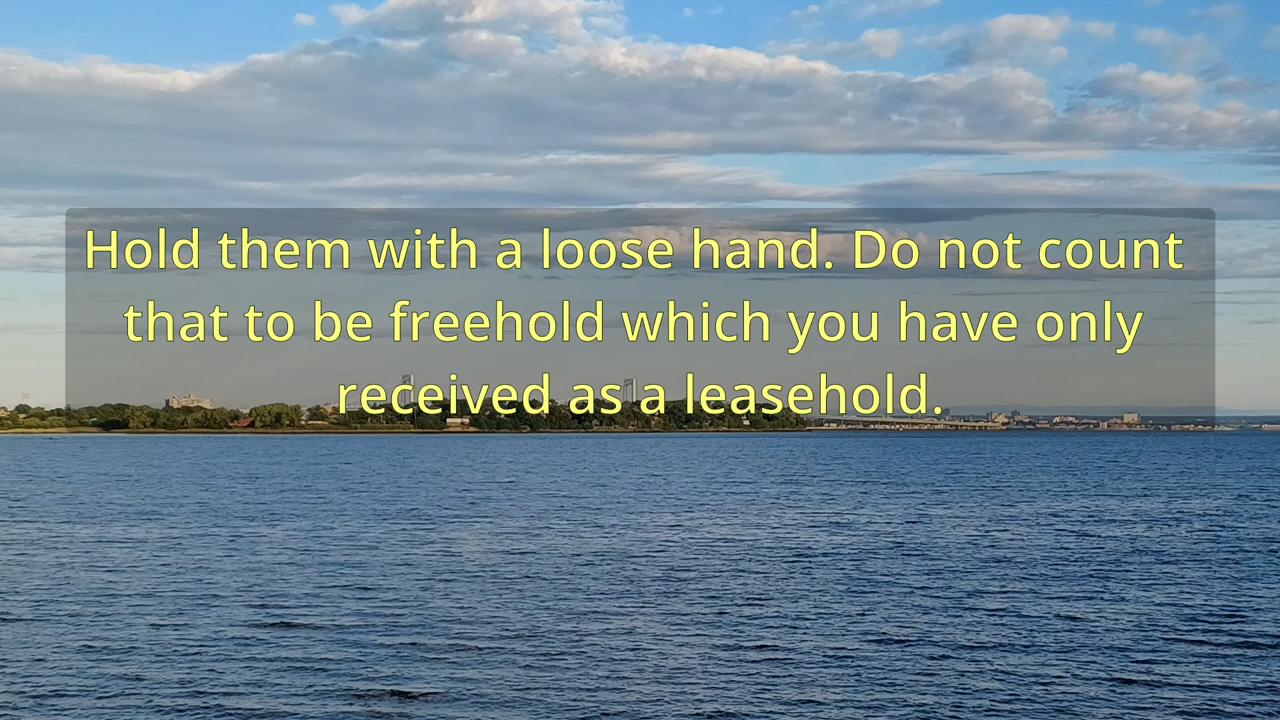 Hold them with a loose hand. Do not count
that to be freehold which you have only
received as a leasehold.